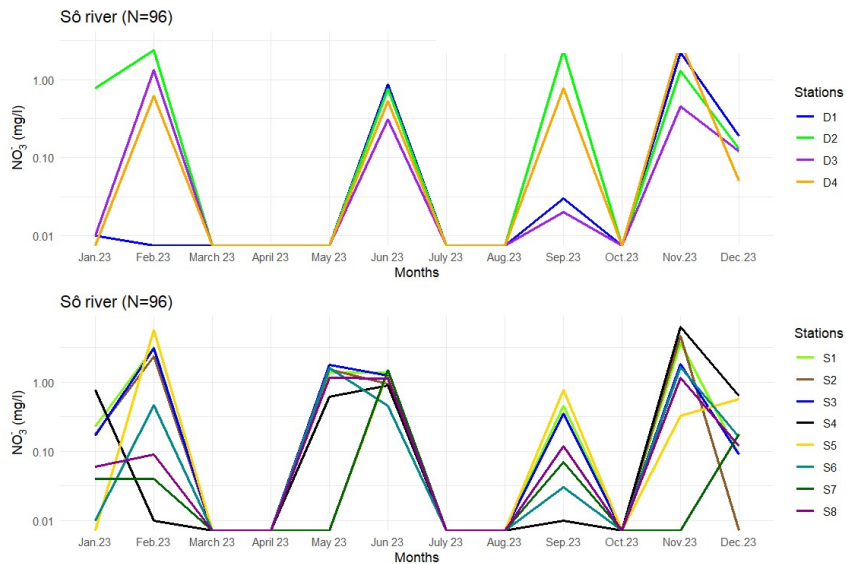 Sô river (N=96)
NO₃⁻ (mg/l)
1.00
0.10
0.01
Jan.23 Feb.23 March 23 April 23 May 23 Jun 23 July 23 Aug.23 Sep.23 Oct.23 Nov.23 Dec.23
Months
Stations
D1
D2
D3
D4
Sô river (N=96)
NO₃⁻ (mg/l)
1.00
0.10
0.01
Jan.23 Feb.23 March 23 April 23 May 23 Jun 23 July 23 Aug.23 Sep.23 Oct.23 Nov.23 Dec.23
Months
Stations
S1
S2
S3
S4
S5
S6
S7
S8